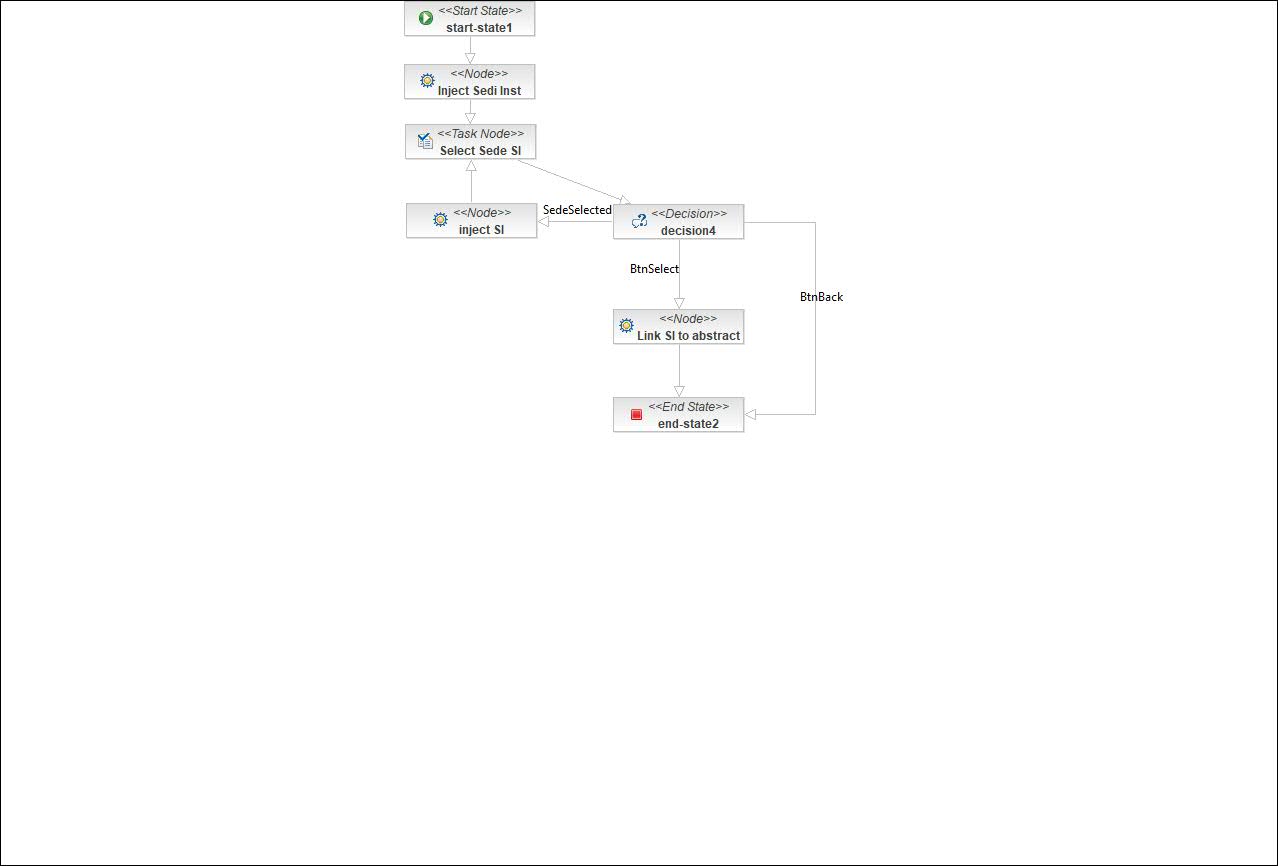 <<Start State>>
start-state1
<<Node>>
Inject Sedi Inst
<<Task Node>>
Select Sede SI
<<Node>>
inject SI
SedeSelected
<<Decision>>
decision4
BtnSelect
BtnBack
<<Node>>
Link SI to abstract
<<End State>>
end-state2